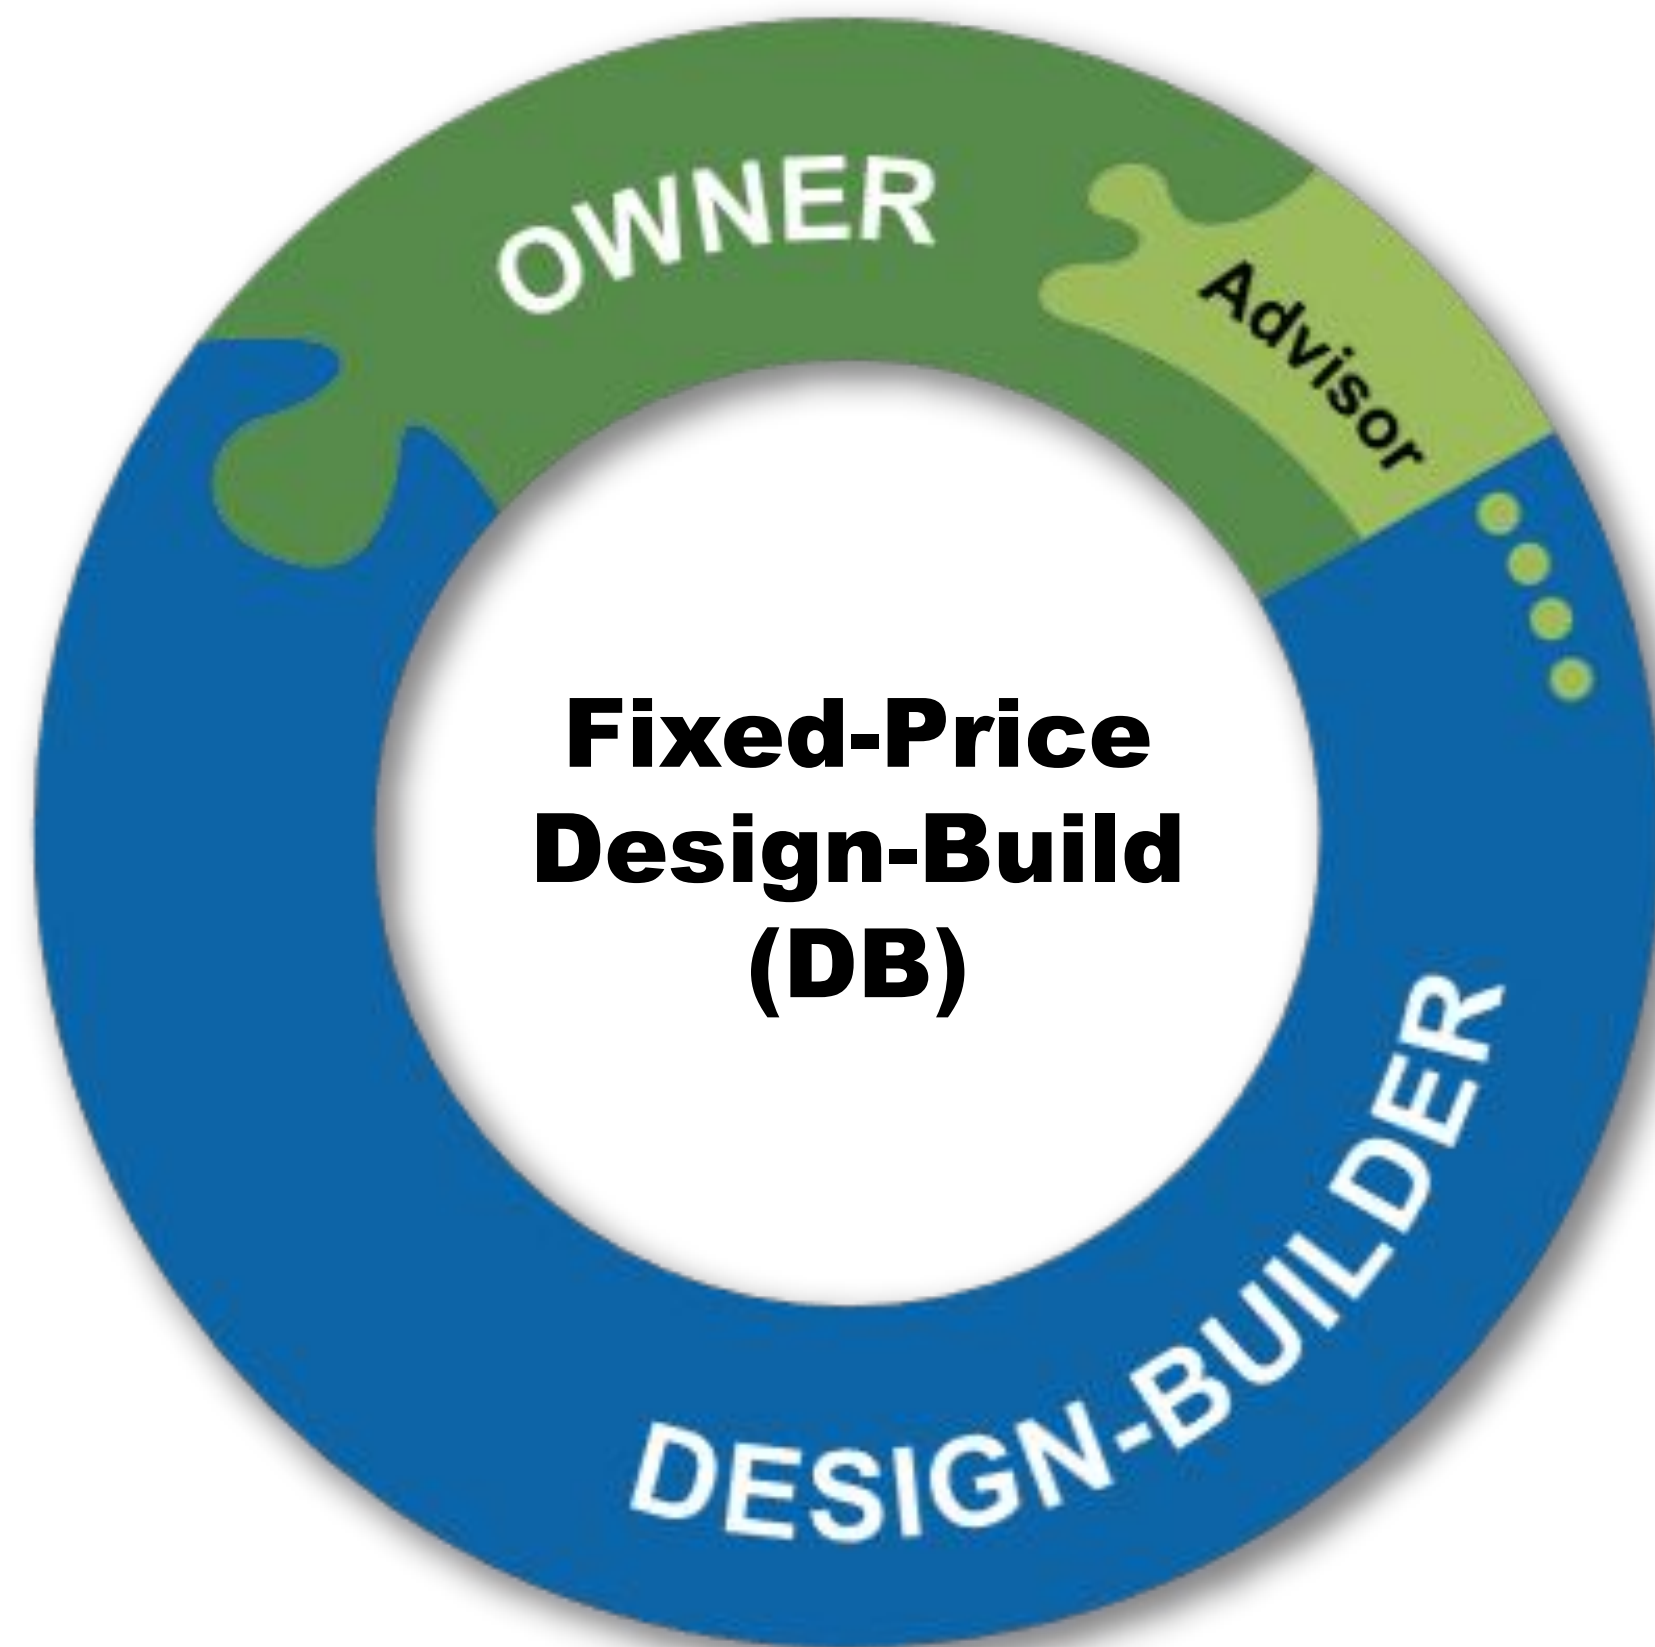 OWNER
Advisor
Fixed-Price
Design-Build
(DB)
DESIGN-BUILDER